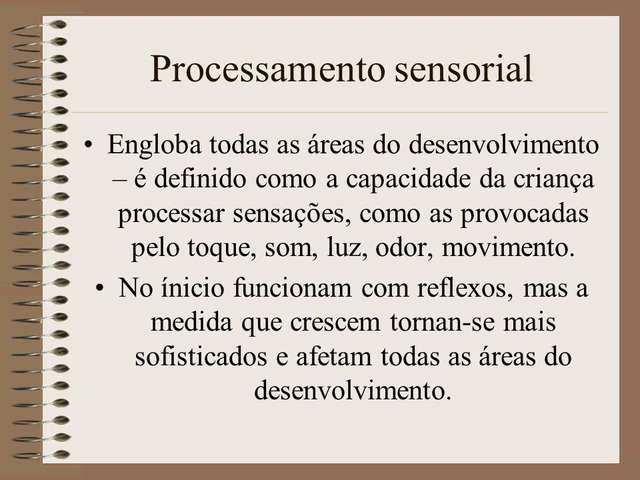 Processamento sensorial
• Engloba todas as áreas do desenvolvimento
– é definido como a capacidade da criança
processar sensações, como as provocadas
pelo toque, som, luz, odor, movimento.
• No ínicio funcionam com reflexos, mas a
medida que crescem tornan-se mais
sofisticados e afetam todas as áreas do
desenvolvimento.